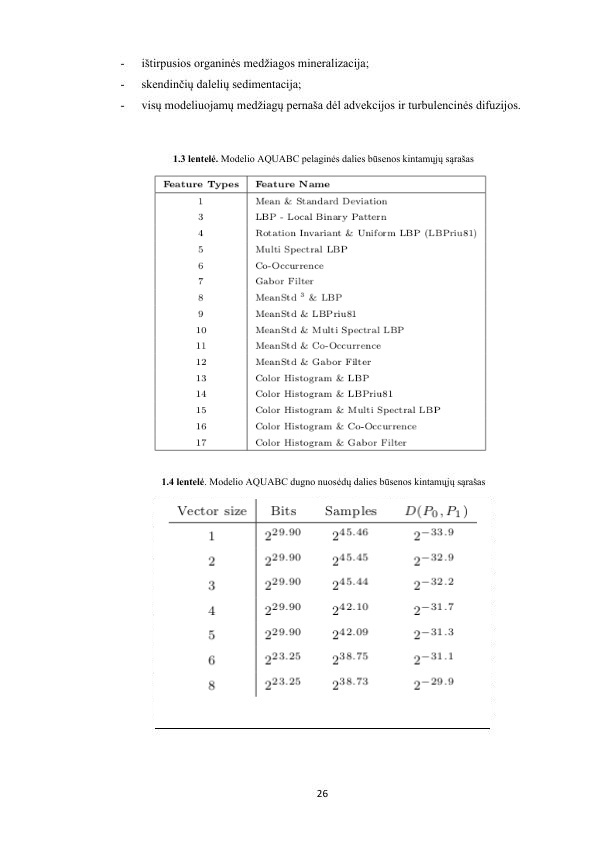 - ištirpusios organinės medžiagos mineralizacija;
- skendinčių dalelių sedimentacija;
- visų modeliuojamų medžiagų pernaša dėl advekcijos ir turbulencinės difuzijos.
1.3 lentelė. Modelio AQUABC pelaginės dalies būsenos kintamųjų sąrašas
Feature Types Feature Name
1 Mean & Standard Deviation
3 LBP - Local Binary Pattern
4 Rotation Invariant & Uniform LBP (LBPriu81)
5 Multi Spectral LBP
6 Co-Occurrence
7 Gabor Filter
8 MeanStd ³ & LBP
9 MeanStd & LBPriu81
10 MeanStd & Multi Spectral LBP
11 MeanStd & Co-Occurrence
12 MeanStd & Gabor Filter
13 Color Histogram & LBP
14 Color Histogram & LBPriu81
15 Color Histogram & Multi Spectral LBP
16 Color Histogram & Co-Occurrence
17 Color Histogram & Gabor Filter
1.4 lentelė. Modelio AQUABC dugno nuosėdų dalies būsenos kintamųjų sąrašas
Vector size Bits Samples D(P₀, P₁)
1 2^29.90 2^45.46 2^−33.9
2 2^29.90 2^45.45 2^−32.9
3 2^29.90 2^45.44 2^−32.2
4 2^29.90 2^42.10 2^−31.7
5 2^29.90 2^42.09 2^−31.3
6 2^23.25 2^38.75 2^−31.1
8 2^23.25 2^38.73 2^−29.9
26